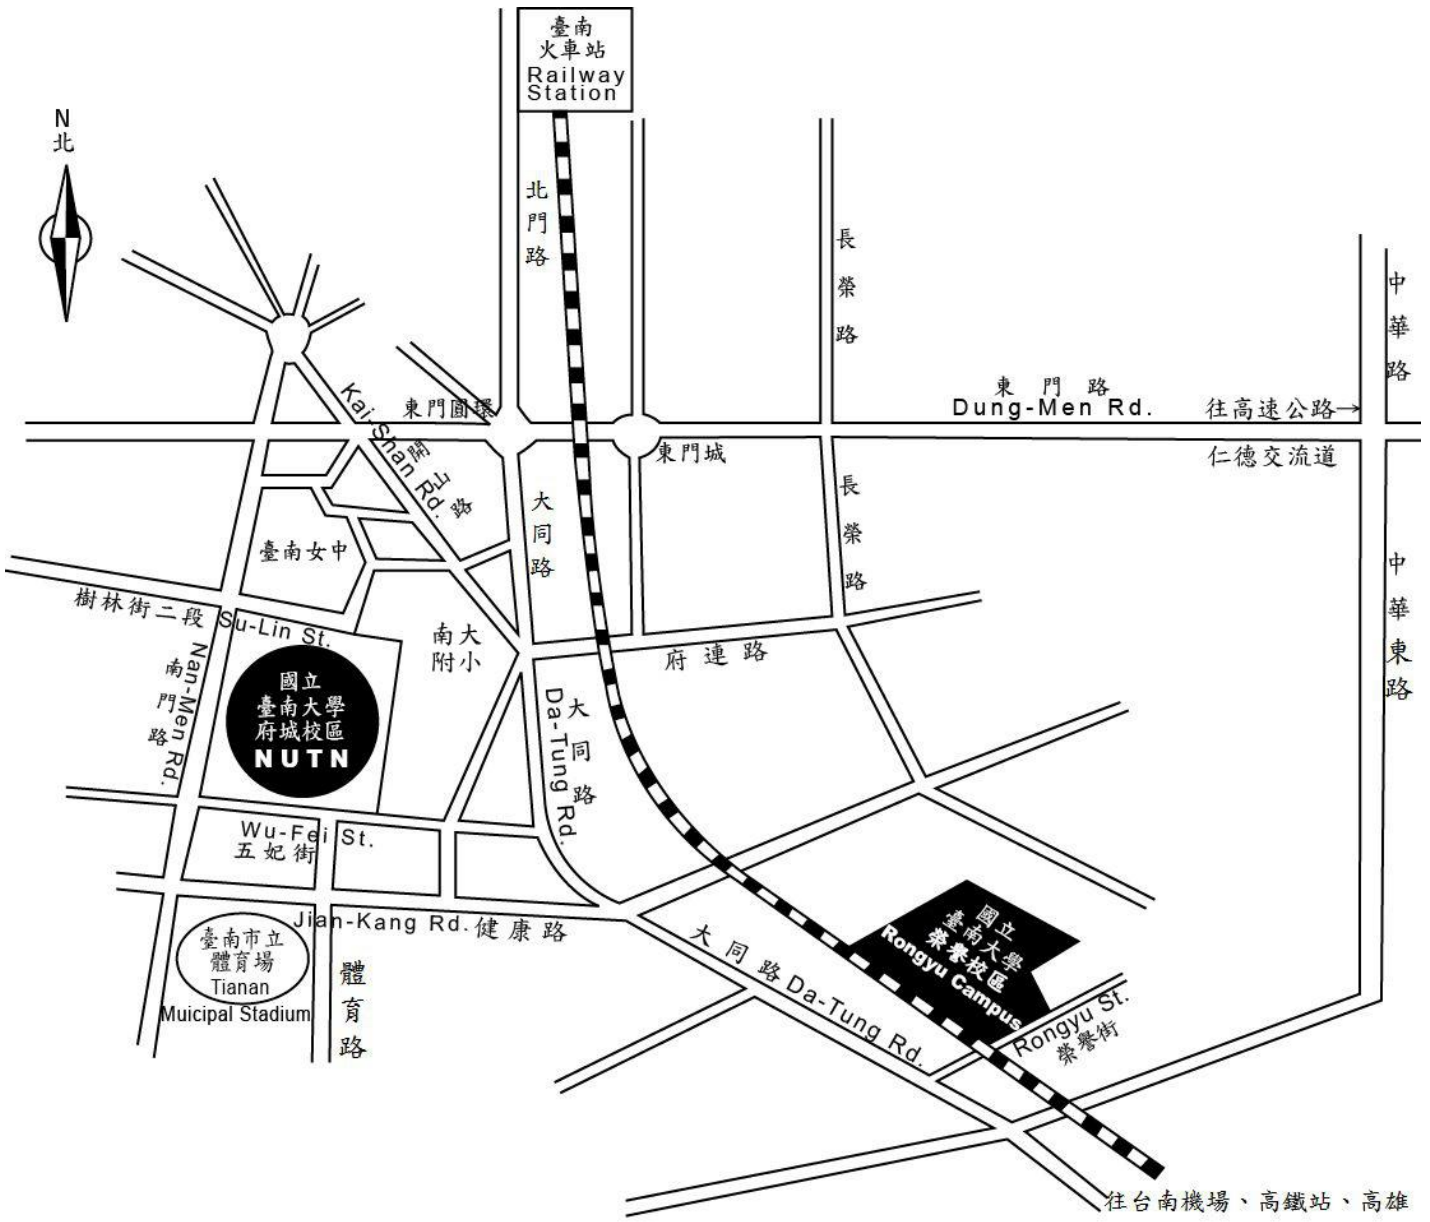 臺南
火車站
Railway
Station
N
北
北門路
長榮路
中華路
東門路
Dung-Men Rd.
往高速公路→
仁德交流道
東門圓環
東門城
Kai-Shan Rd.
開山路
大同路
長榮路
中華東路
臺南女中
樹林街二段 Su-Lin St.
南大
附小
府連路
南門路
Nan-Men Rd.
國立
臺南大學
府城校區
NUTN
大同路
Da-Tung Rd.
Wu-Fei St.
五妃街
Jian-Kang Rd. 健康路
臺南市立
體育場
Tianan
Muicipal Stadium
體育路
大同路 Da-Tung Rd.
國立
臺南大學
榮譽校區
Rongyu Campus
Rongyu St.
榮譽街
往台南機場、高鐵站、高雄